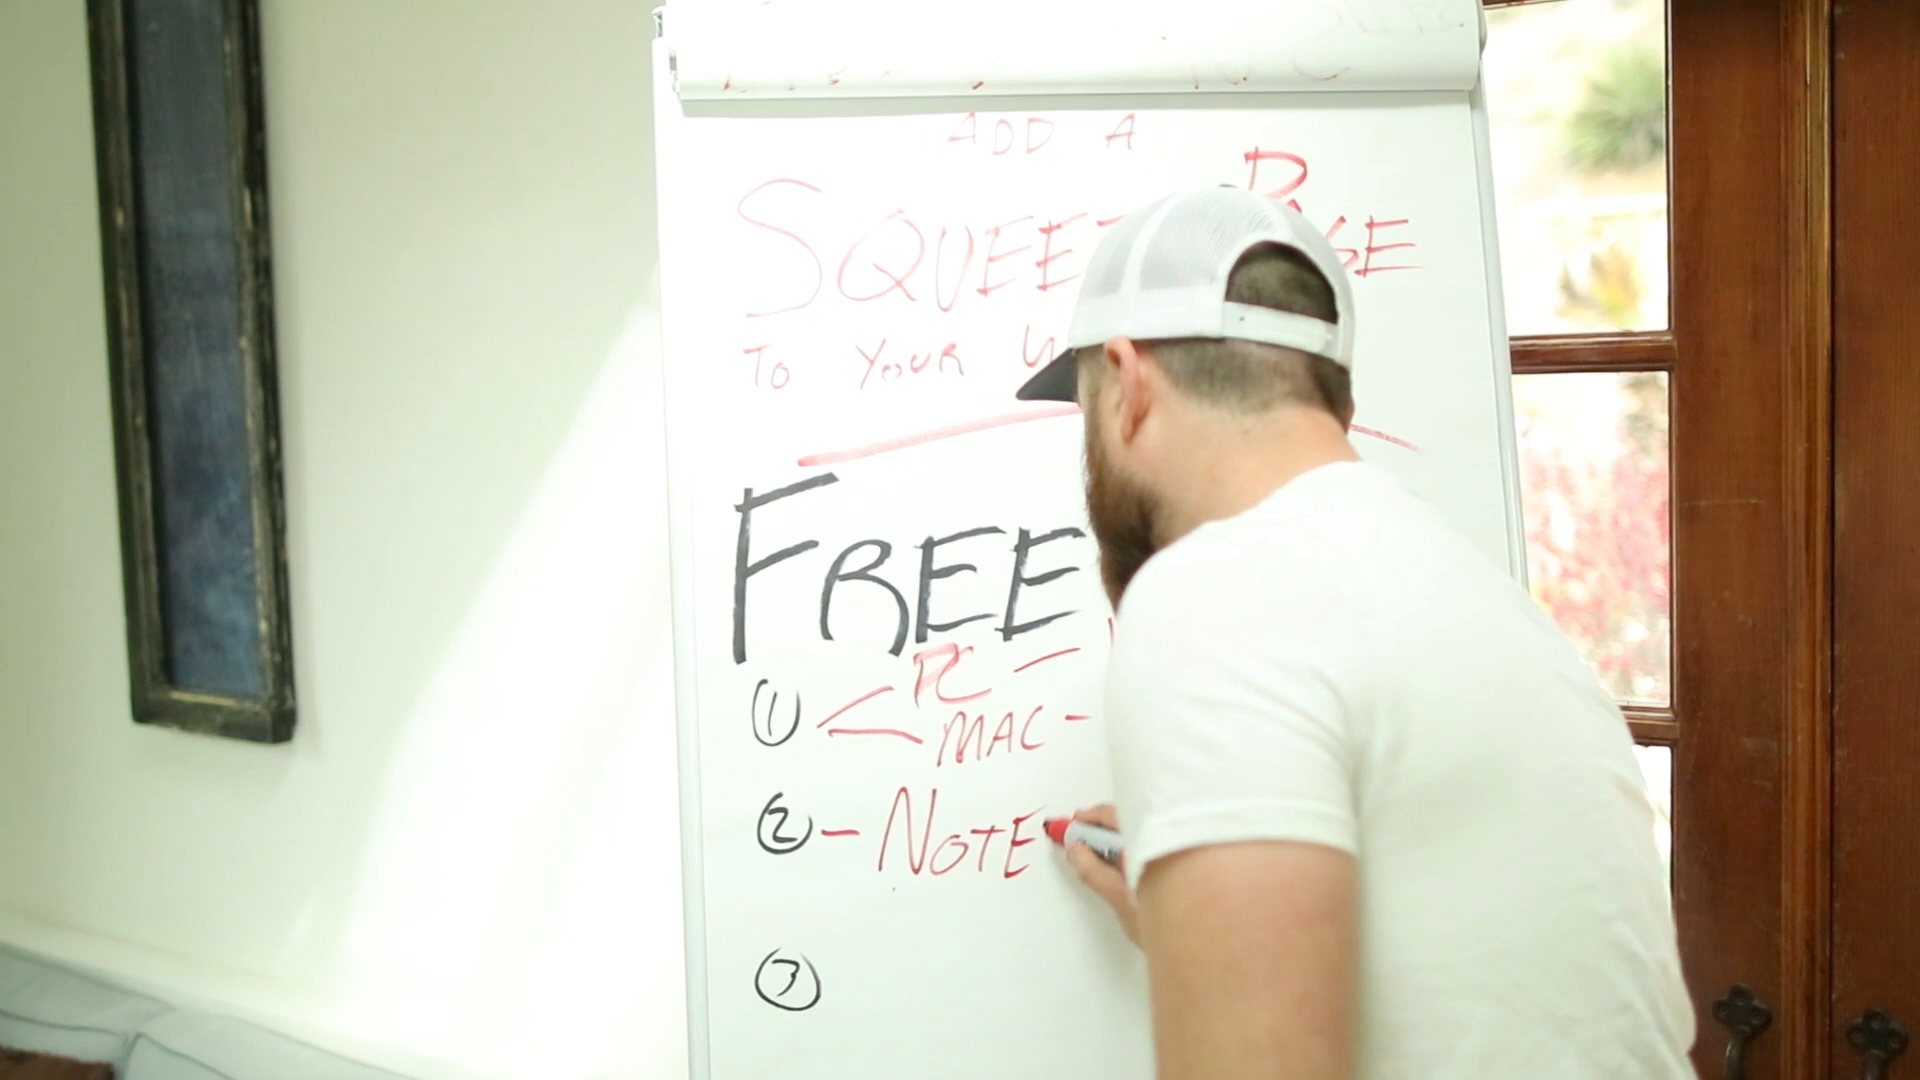 ADD A
SQUEE
TO YOUR
FREE
① < PC -
MAC -
② - NOTE
③